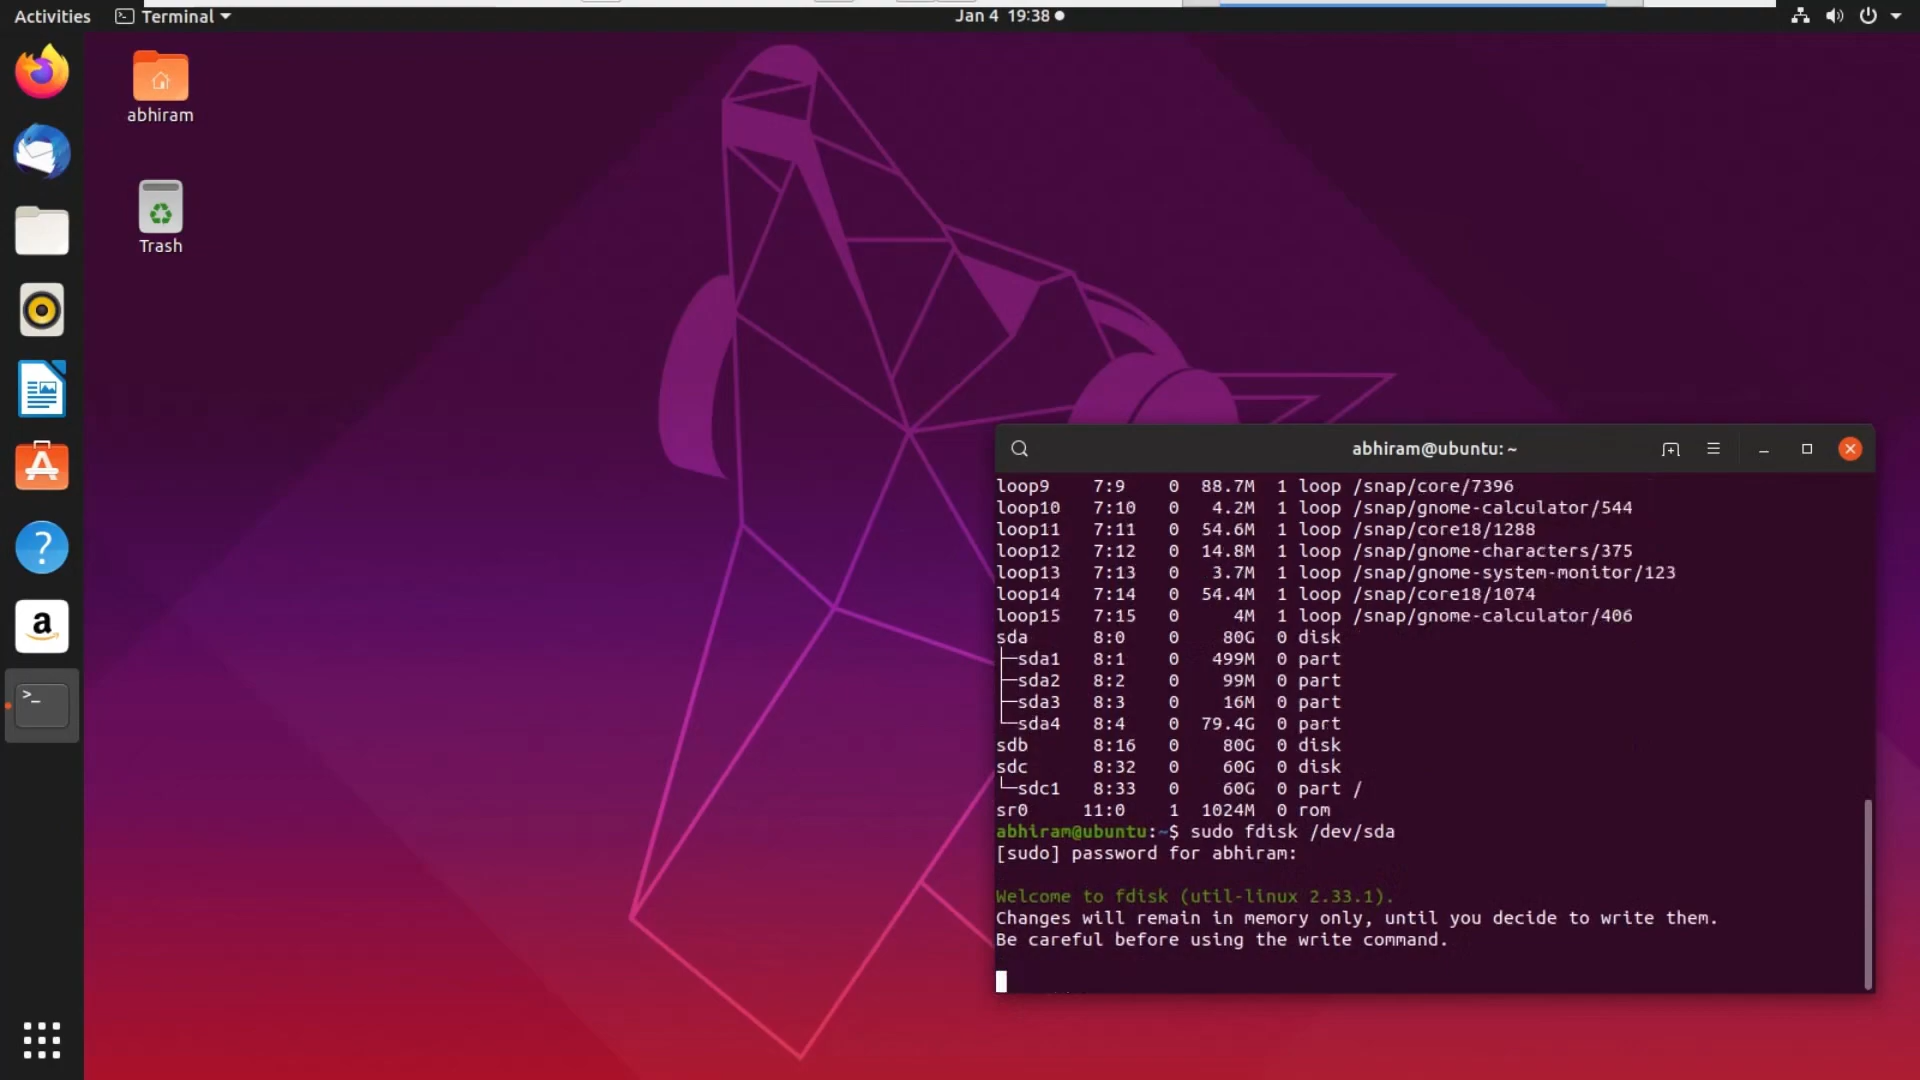 Activities Terminal Jan 4 19:38
abhiram
Trash
abhiram@ubuntu: ~
loop9 7:9 0 88.7M 1 loop /snap/core/7396
loop10 7:10 0 4.2M 1 loop /snap/gnome-calculator/544
loop11 7:11 0 54.6M 1 loop /snap/core18/1288
loop12 7:12 0 14.8M 1 loop /snap/gnome-characters/375
loop13 7:13 0 3.7M 1 loop /snap/gnome-system-monitor/123
loop14 7:14 0 54.4M 1 loop /snap/core18/1074
loop15 7:15 0 4M 1 loop /snap/gnome-calculator/406
sda 8:0 0 80G 0 disk
├─sda1 8:1 0 499M 0 part
├─sda2 8:2 0 99M 0 part
├─sda3 8:3 0 16M 0 part
└─sda4 8:4 0 79.4G 0 part
sdb 8:16 0 80G 0 disk
sdc 8:32 0 60G 0 disk
└─sdc1 8:33 0 60G 0 part /
sr0 11:0 1 1024M 0 rom
abhiram@ubuntu:~$ sudo fdisk /dev/sda
[sudo] password for abhiram:
Welcome to fdisk (util-linux 2.33.1).
Changes will remain in memory only, until you decide to write them.
Be careful before using the write command.